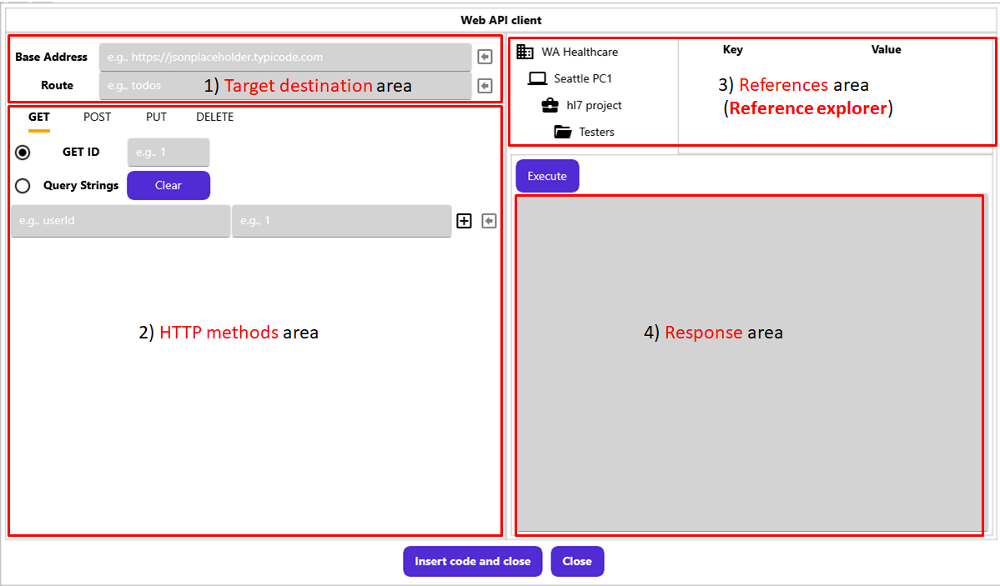 Web API client
Base Address
e.g., https://jsonplaceholder.typicode.com
Route
e.g., todos
1) Target destination area
GET POST PUT DELETE
GET ID
e.g., 1
Query Strings
Clear
e.g., userId
e.g., 1
2) HTTP methods area
WA Healthcare
Seattle PC1
hl7 project
Testers
Key Value
3) References area
(Reference explorer)
Execute
4) Response area
Insert code and close
Close